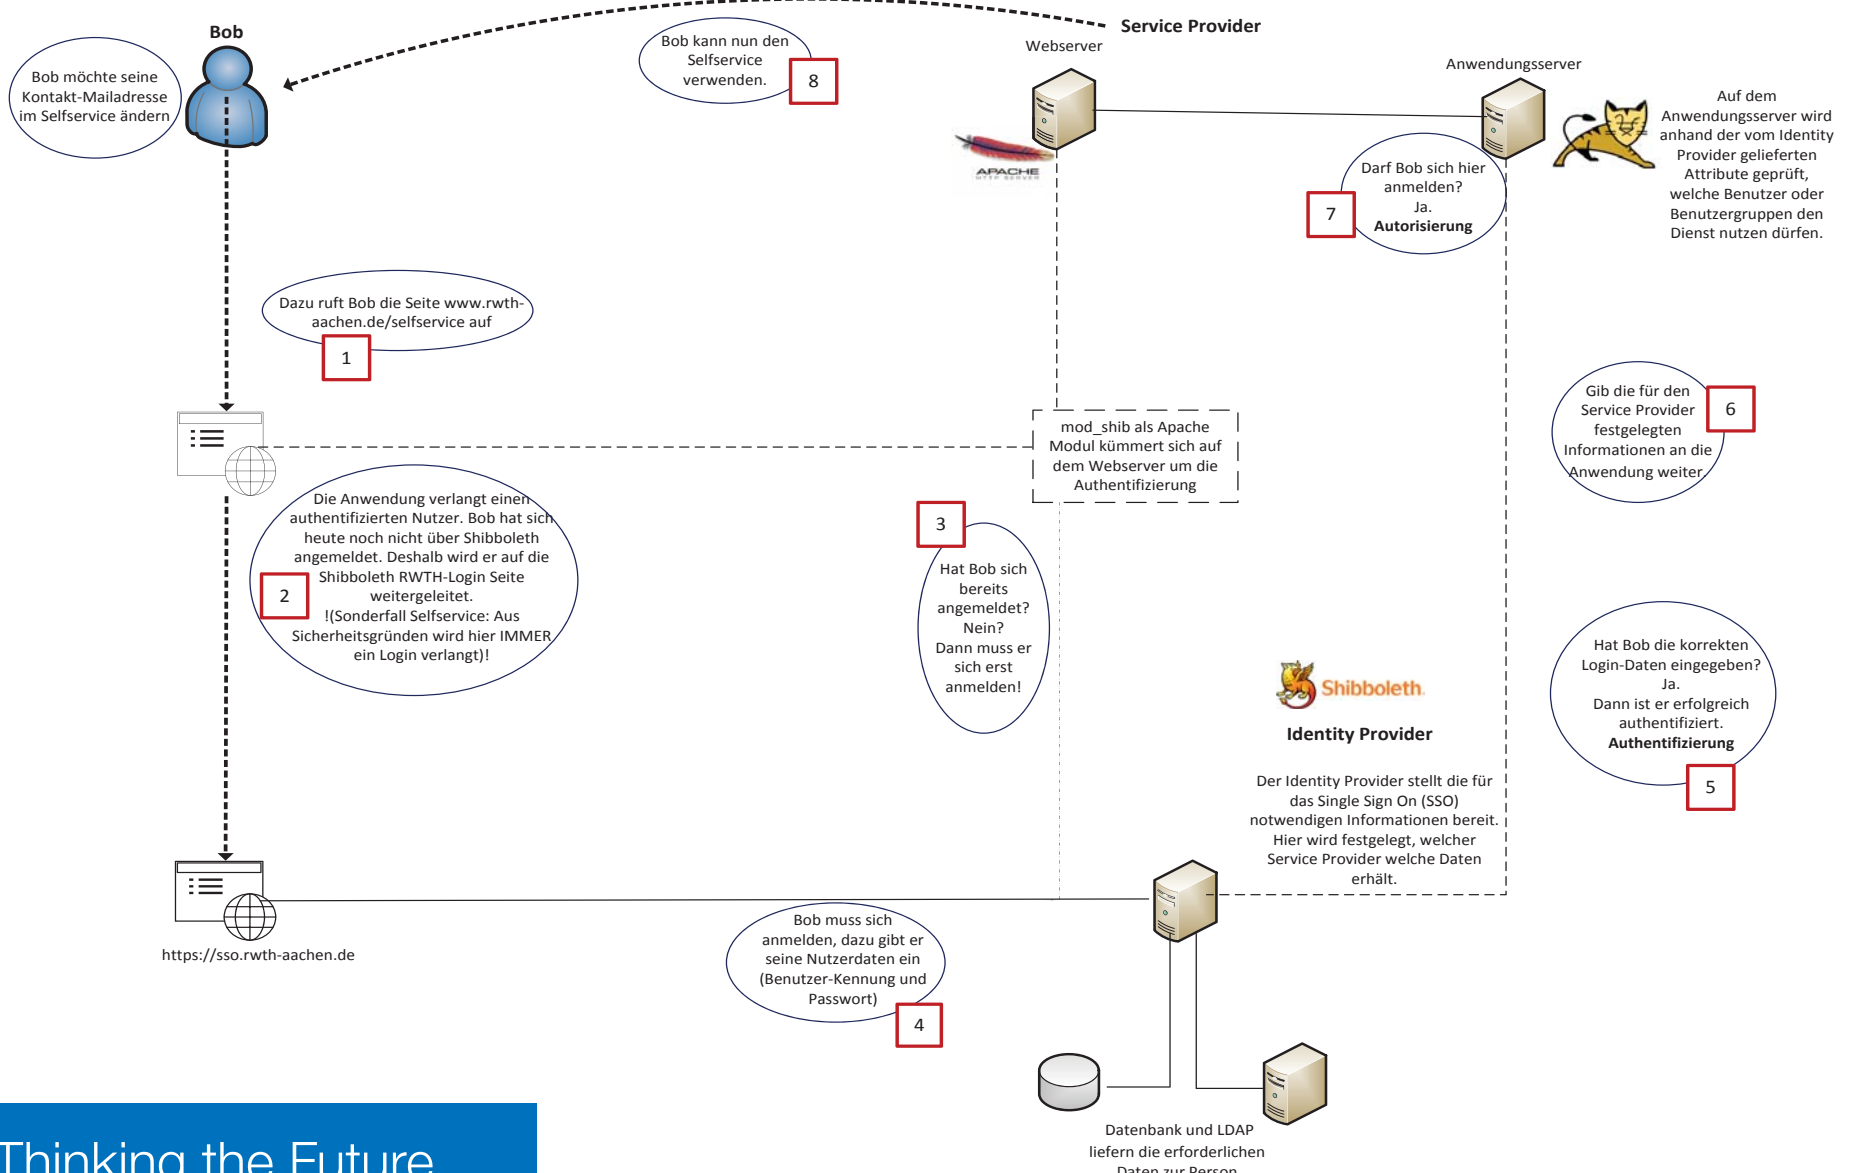 Bob
Bob möchte seine
Kontakt-Mailadresse
im Selfservice ändern
Bob kann nun den
Selfservice
verwenden.
8
Service Provider
Webserver
APACHE
HTTP SERVER
Anwendungsserver
Auf dem
Anwendungsserver wird
anhand der vom Identity
Provider gelieferten
Attribute geprüft,
welche Benutzer oder
Benutzergruppen den
Dienst nutzen dürfen.
Darf Bob sich hier
anmelden?
Ja.
Autorisierung
7
Dazu ruft Bob die Seite www.rwth-
aachen.de/selfservice auf
1
mod_shib als Apache
Modul kümmert sich auf
dem Webserver um die
Authentifizierung
Gib die für den
Service Provider
festgelegten
Informationen an die
Anwendung weiter.
6
Die Anwendung verlangt einen
authentifizierten Nutzer. Bob hat sich
heute noch nicht über Shibboleth
angemeldet. Deshalb wird er auf die
Shibboleth RWTH-Login Seite
weitergeleitet.
!(Sonderfall Selfservice: Aus
Sicherheitsgründen wird hier IMMER
ein Login verlangt)!
2
3
Hat Bob sich
bereits
angemeldet?
Nein?
Dann muss er
sich erst
anmelden!
Shibboleth.
Identity Provider
Der Identity Provider stellt die für
das Single Sign On (SSO)
notwendigen Informationen bereit.
Hier wird festgelegt, welcher
Service Provider welche Daten
erhält.
Hat Bob die korrekten
Login-Daten eingegeben?
Ja.
Dann ist er erfolgreich
authentifiziert.
Authentifizierung
5
https://sso.rwth-aachen.de
Bob muss sich
anmelden, dazu gibt er
seine Nutzerdaten ein
(Benutzer-Kennung und
Passwort)
4
Datenbank und LDAP
liefern die erforderlichen
Daten zur Person
Thinking the Future